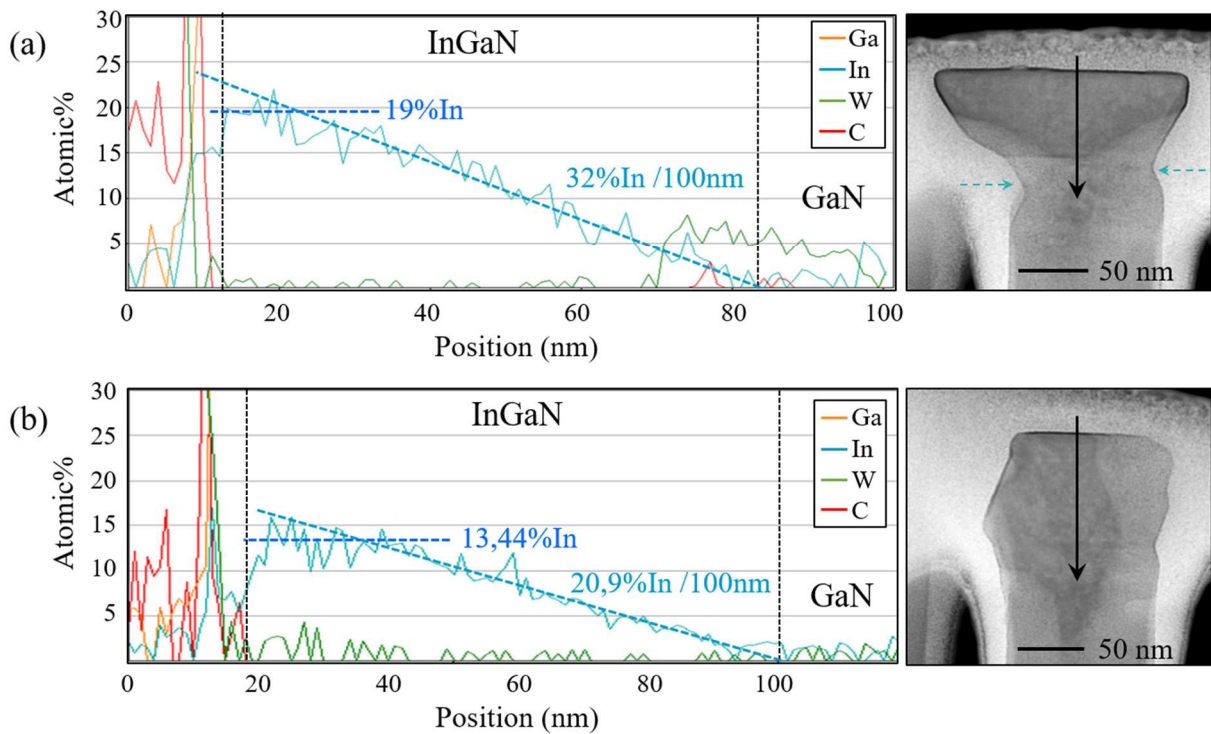 (a)
30
25
20
15
10
5
Atomic%
InGaN
19%In
32%In /100nm
GaN
Ga
In
W
C
0
20
40
60
80
100
Position (nm)
50 nm
(b)
30
25
20
15
10
5
Atomic%
InGaN
13,44%In
20,9%In /100nm
GaN
Ga
In
W
C
0
20
40
60
80
100
Position (nm)
50 nm